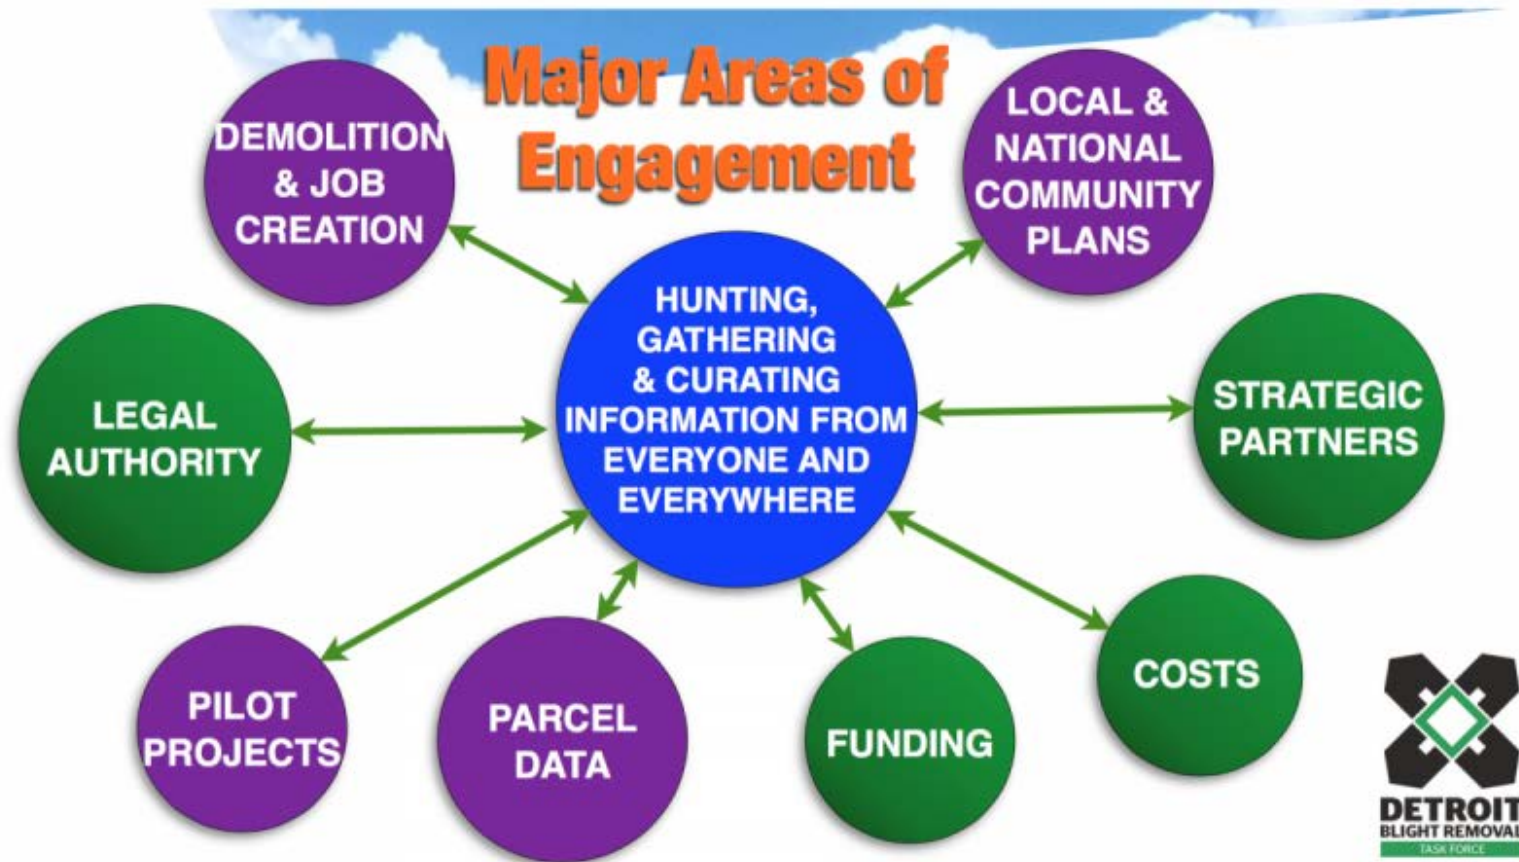 Major Areas of
Engagement
DEMOLITION
& JOB
CREATION
LOCAL &
NATIONAL
COMMUNITY
PLANS
HUNTING,
GATHERING
& CURATING
INFORMATION FROM
EVERYONE AND
EVERYWHERE
LEGAL
AUTHORITY
STRATEGIC
PARTNERS
PILOT
PROJECTS
PARCEL
DATA
FUNDING
COSTS
DETROIT
BLIGHT REMOVAL
TASK FORCE